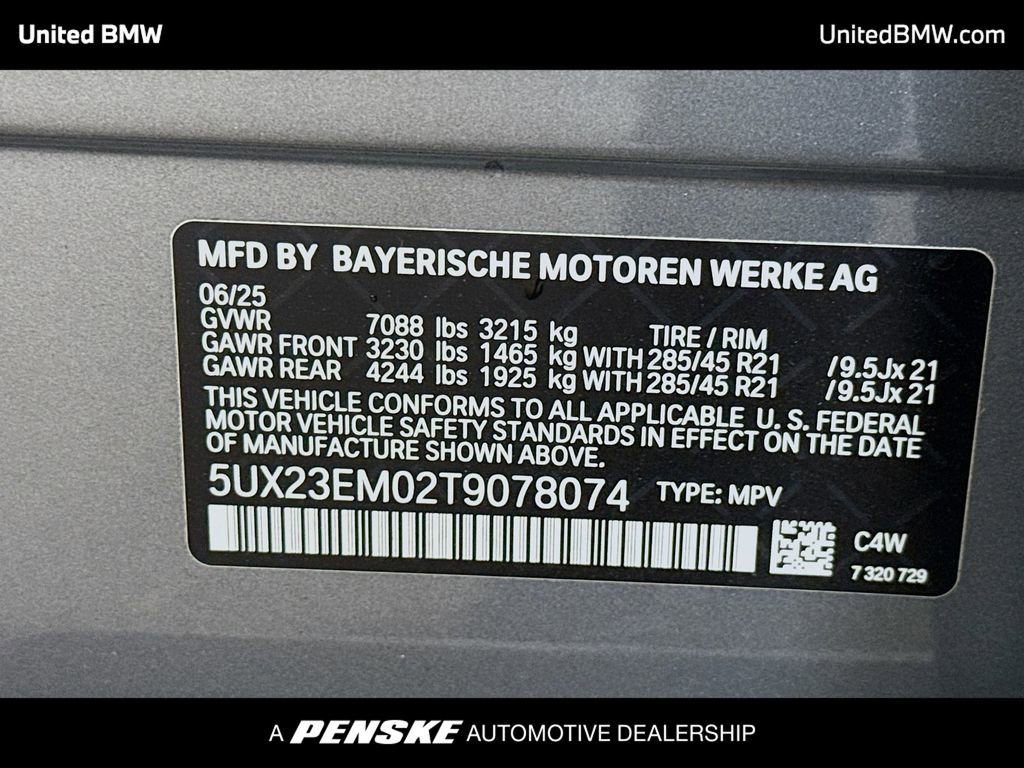 United BMW
UnitedBMW.com
MFD BY BAYERISCHE MOTOREN WERKE AG
06/25
GVWR 7088 lbs 3215 kg TIRE / RIM
GAWR FRONT 3230 lbs 1465 kg WITH 285/45 R21 /9.5Jx 21
GAWR REAR 4244 lbs 1925 kg WITH 285/45 R21 /9.5Jx 21
THIS VEHICLE CONFORMS TO ALL APPLICABLE U. S. FEDERAL
MOTOR VEHICLE SAFETY STANDARDS IN EFFECT ON THE DATE
OF MANUFACTURE SHOWN ABOVE.
5UX23EM02T9078074 TYPE: MPV
C4W
7 320 729
A PENSKE AUTOMOTIVE DEALERSHIP